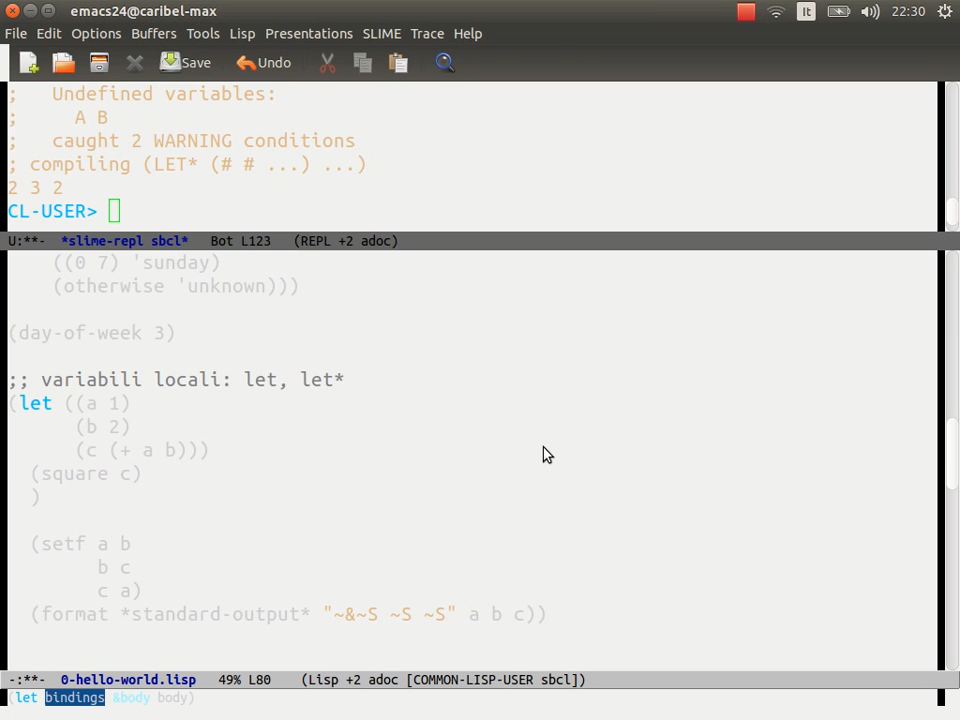 emacs24@caribel-max It 22:30
File Edit Options Buffers Tools Lisp Presentations SLIME Trace Help
Save Undo
;   Undefined variables:
;     A B
;   caught 2 WARNING conditions
; compiling (LET* (# # ...) ...)
2 3 2
CL-USER>
U:**-  *slime-repl sbcl*   Bot L123   (REPL +2 adoc)
    ((0 7) 'sunday)
    (otherwise 'unknown)))
(day-of-week 3)
;; variabili locali: let, let*
(let ((a 1)
      (b 2)
      (c (+ a b)))
  (square c)
  )
  (setf a b
        b c
        c a)
  (format *standard-output* "~&~S ~S ~S" a b c))
-:**-  0-hello-world.lisp   49% L80    (Lisp +2 adoc [COMMON-LISP-USER sbcl])
(let bindings &body body)